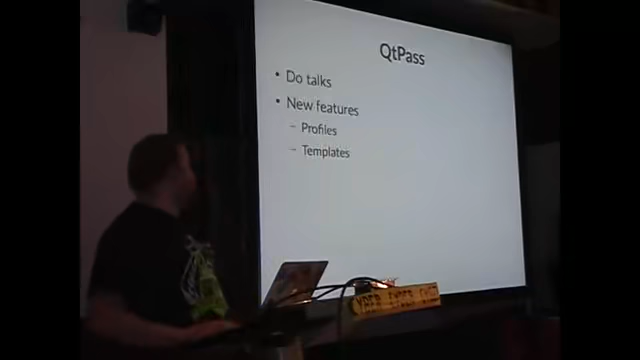 QtPass
• Do talks
• New features
– Profiles
– Templates